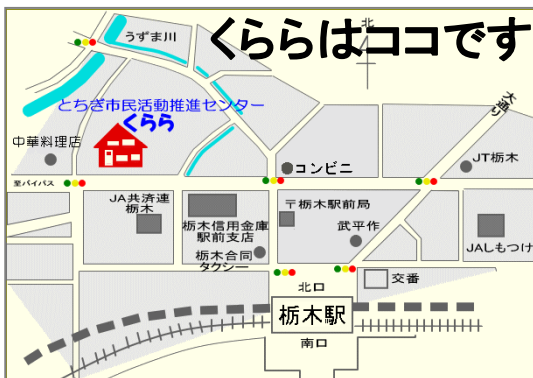 くららはココです
北
うずま川
大通り
とちぎ市民活動推進センター
くらら
中華料理店
コンビニ
JT栃木
至バイパス
JA共済連
栃木
栃木信用金庫
駅前支店
〒栃木駅前局
武平作
JAしもつけ
栃木合同
タクシー
北口
交番
栃木駅
南口